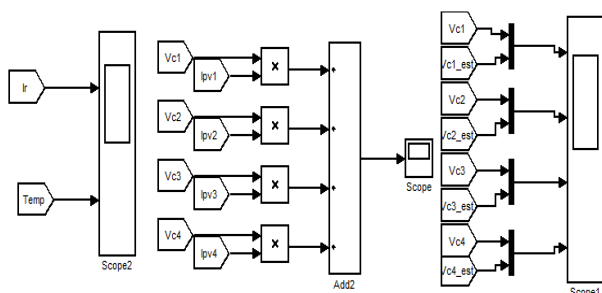 Ir
Temp
Scope2
Vc1
Ipv1
×
Vc2
Ipv2
×
Vc3
Ipv3
×
Vc4
Ipv4
×
Add2
Scope
Vc1
Vc1_est
Vc2
Vc2_est
Vc3
Vc3_est
Vc4
Vc4_est
Scope1